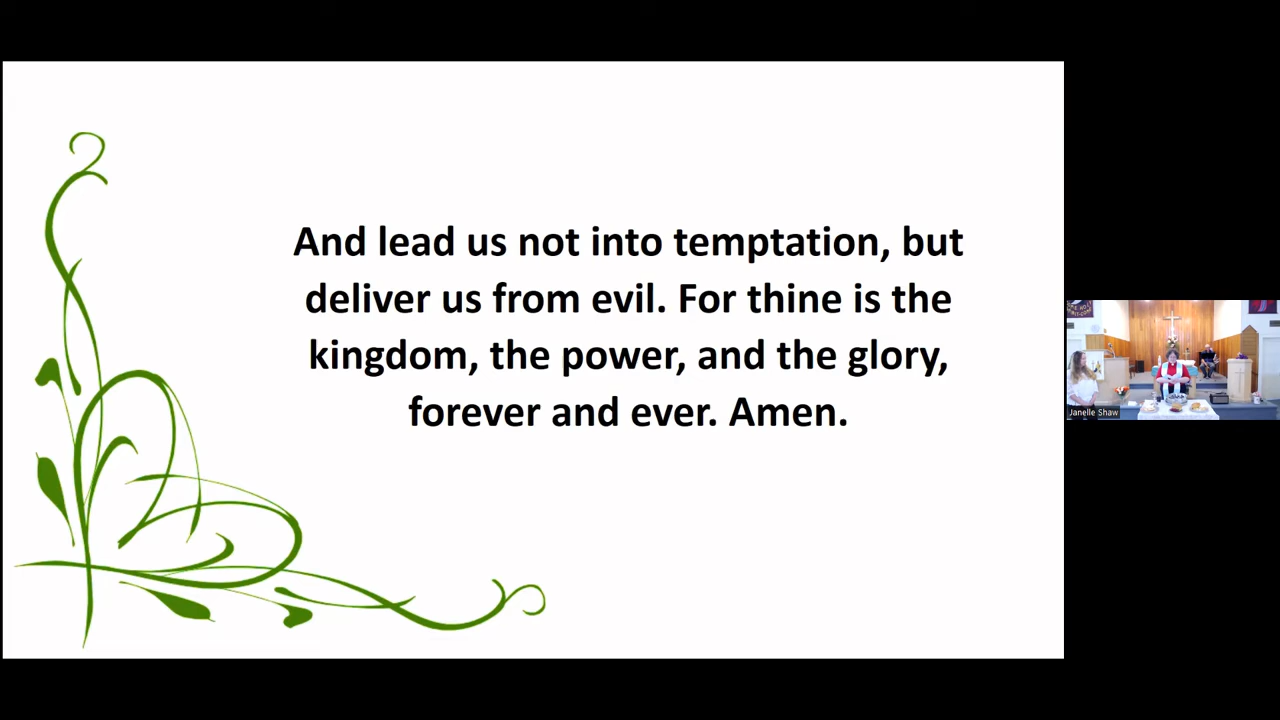 And lead us not into temptation, but
deliver us from evil. For thine is the
kingdom, the power, and the glory,
forever and ever. Amen.
Janelle Shaw